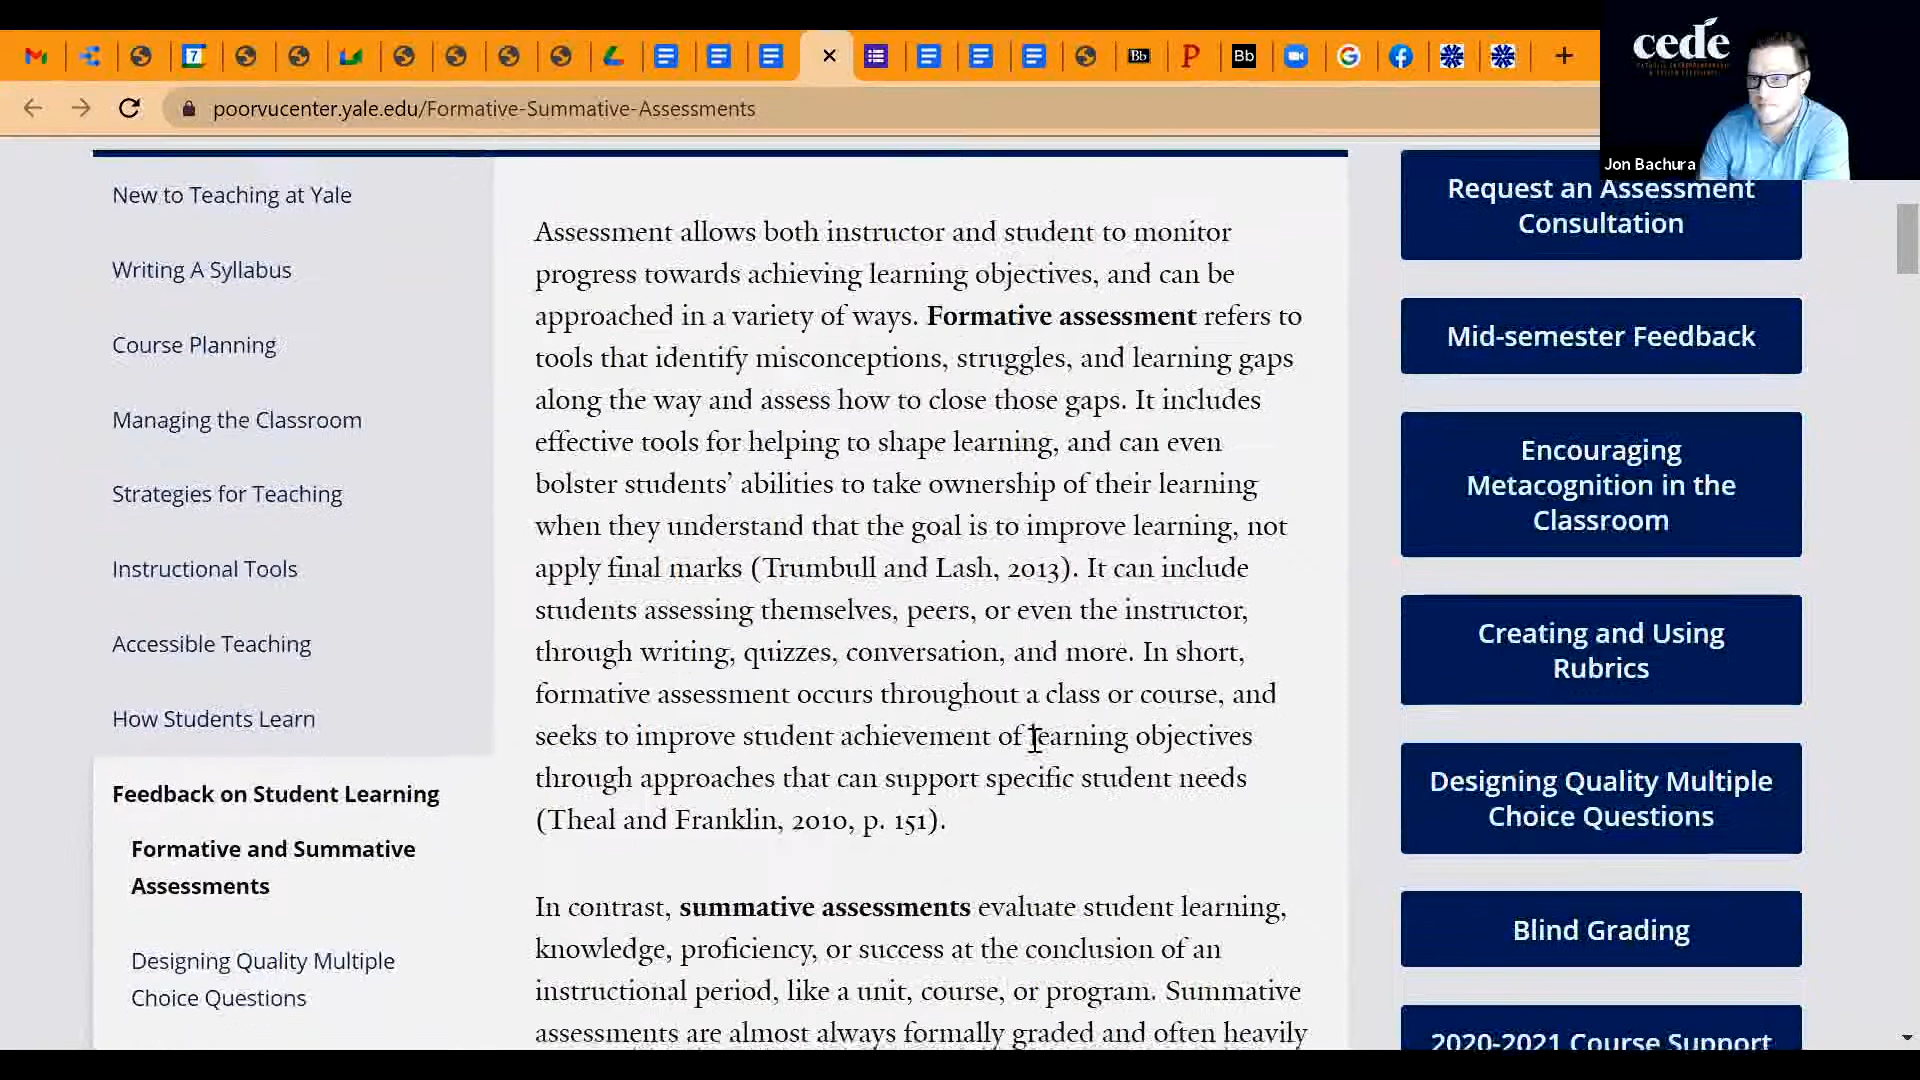 7
Bb
P
Bb
G
poorvucenter.yale.edu/Formative-Summative-Assessments
cede
Jon Bachura
New to Teaching at Yale
Writing A Syllabus
Course Planning
Managing the Classroom
Strategies for Teaching
Instructional Tools
Accessible Teaching
How Students Learn
Feedback on Student Learning
Formative and Summative
Assessments
Designing Quality Multiple
Choice Questions
Assessment allows both instructor and student to monitor
progress towards achieving learning objectives, and can be
approached in a variety of ways. Formative assessment refers to
tools that identify misconceptions, struggles, and learning gaps
along the way and assess how to close those gaps. It includes
effective tools for helping to shape learning, and can even
bolster students’ abilities to take ownership of their learning
when they understand that the goal is to improve learning, not
apply final marks (Trumbull and Lash, 2013). It can include
students assessing themselves, peers, or even the instructor,
through writing, quizzes, conversation, and more. In short,
formative assessment occurs throughout a class or course, and
seeks to improve student achievement of learning objectives
through approaches that can support specific student needs
(Theal and Franklin, 2010, p. 151).
In contrast, summative assessments evaluate student learning,
knowledge, proficiency, or success at the conclusion of an
instructional period, like a unit, course, or program. Summative
assessments are almost always formally graded and often heavily
Request an Assessment
Consultation
Mid-semester Feedback
Encouraging
Metacognition in the
Classroom
Creating and Using
Rubrics
Designing Quality Multiple
Choice Questions
Blind Grading
2020-2021 Course Support